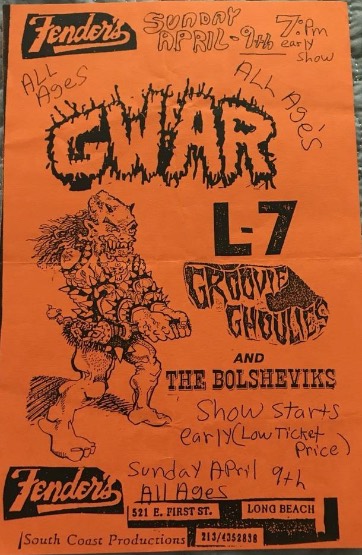 Fender's
SUNDAY
APRIL-9th
7:Pm
early
show
ALL
Ages
ALL Age's
GWAR
L-7
GROOVIE
GHOULIES
AND
THE BOLSHEVIKS
Show Starts
early (Low Ticket
Price)
Fender's
Sunday April 9th
All Ages
521 E. FIRST ST. LONG BEACH
South Coast Productions 213/4352838